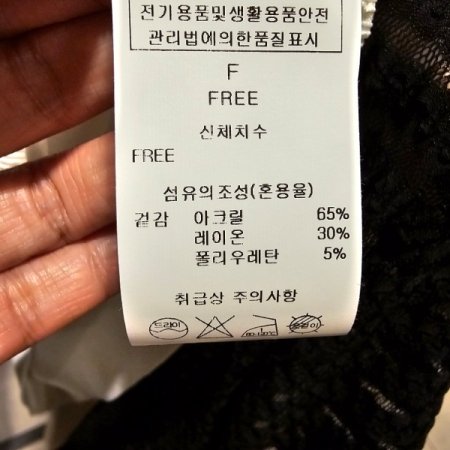 전기용품및생활용품안전
관리법에의한품질표시
F
FREE
신체치수
FREE
섬유의조성(혼용율)
겉감 아크릴 65%
레이온 30%
폴리우레탄 5%
취급상 주의사항
드라이